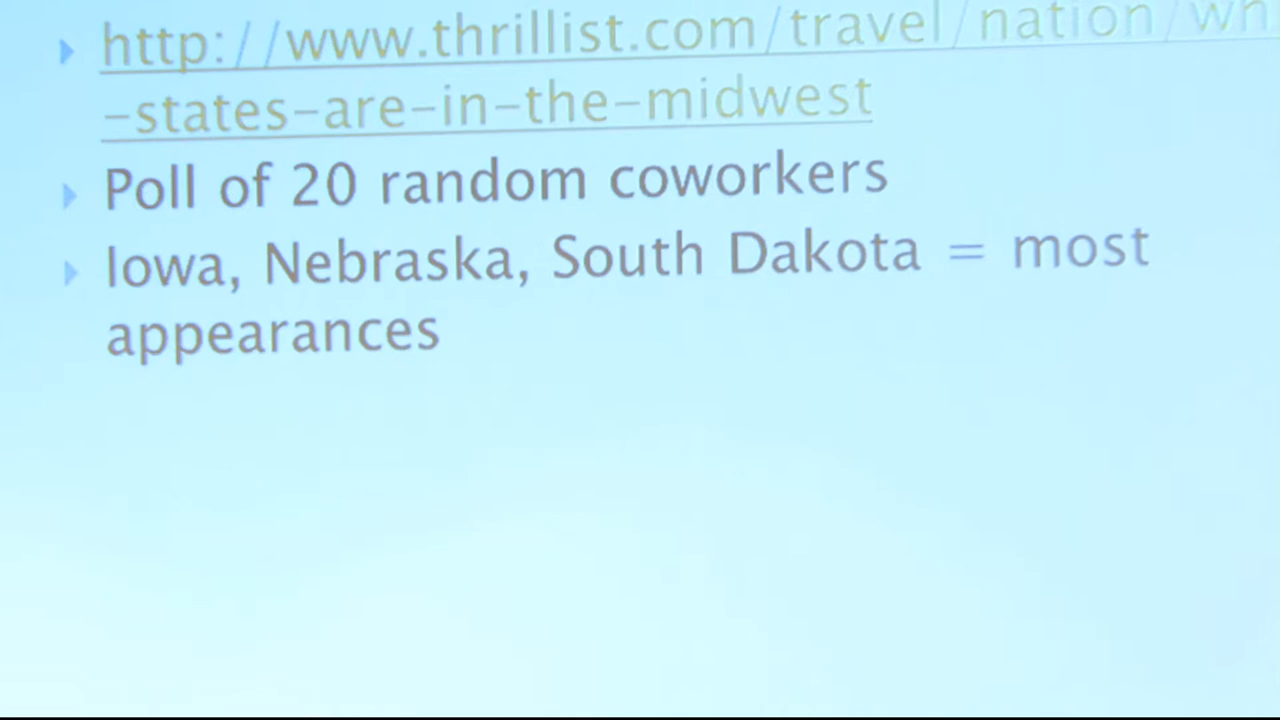 http://www.thrillist.com/travel/nation/wh
-states-are-in-the-midwest
Poll of 20 random coworkers
Iowa, Nebraska, South Dakota = most
appearances